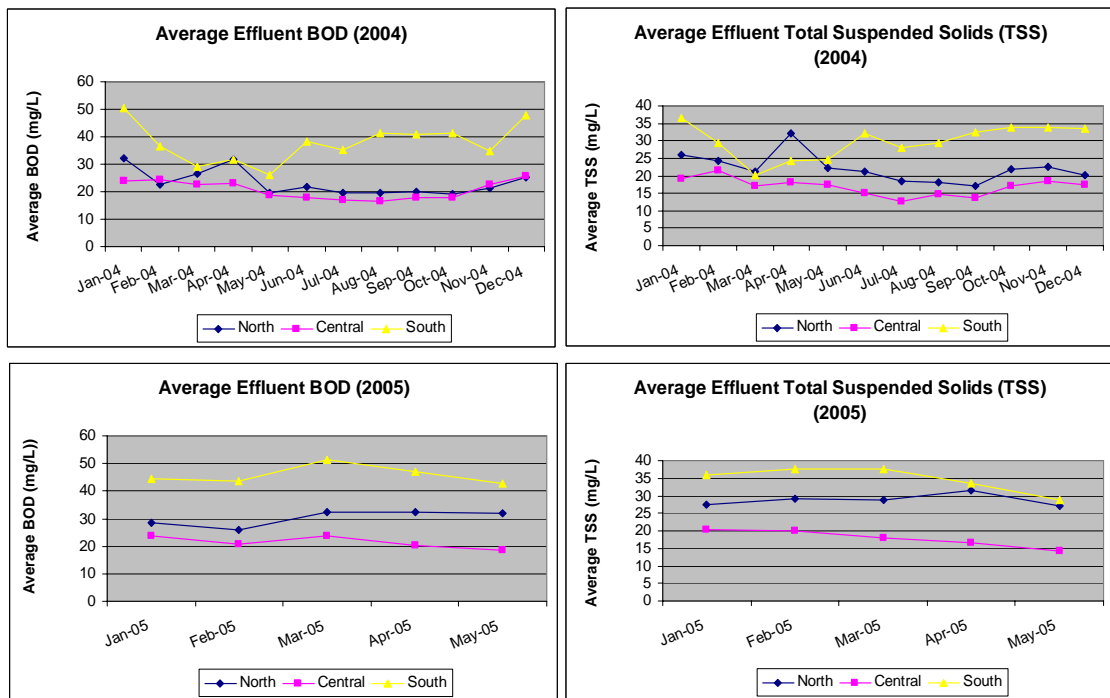 Average Effluent BOD (2004)
Average BOD (mg/L)
60
50
40
30
20
10
0
Jan-04
Feb-04
Mar-04
Apr-04
May-04
Jun-04
Jul-04
Aug-04
Sep-04
Oct-04
Nov-04
Dec-04
North Central South
Average Effluent Total Suspended Solids (TSS)
(2004)
Average TSS (mg/L)
40
35
30
25
20
15
10
5
0
Jan-04
Feb-04
Mar-04
Apr-04
May-04
Jun-04
Jul-04
Aug-04
Sep-04
Oct-04
Nov-04
Dec-04
North Central South
Average Effluent BOD (2005)
Average BOD (mg/L))
60
50
40
30
20
10
0
Jan-05
Feb-05
Mar-05
Apr-05
May-05
North Central South
Average Effluent Total Suspended Solids (TSS)
(2005)
Average TSS (mg/L)
40
35
30
25
20
15
10
5
0
Jan-05
Feb-05
Mar-05
Apr-05
May-05
North Central South